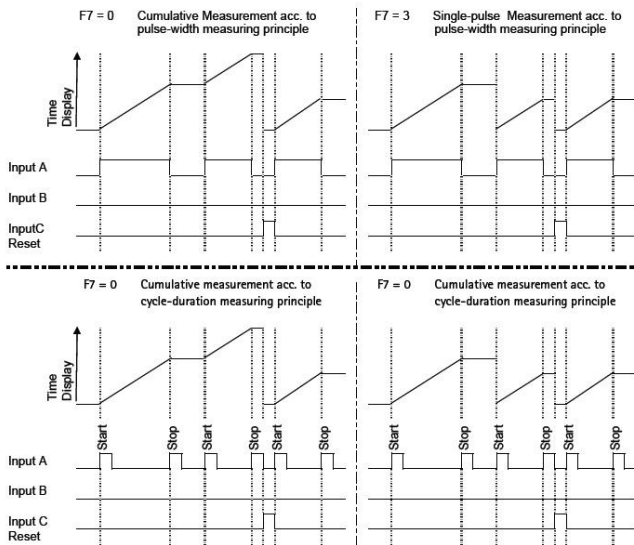 F7 = 0 Cumulative Measurement acc. to
pulse-width measuring principle
F7 = 3 Single-pulse Measurement acc. to
pulse-width measuring principle
Time
Display
Input A
Input B
InputC
Reset
F7 = 0 Cumulative measurement acc. to
cycle-duration measuring principle
F7 = 0 Cumulative measurement acc. to
cycle-duration measuring principle
Time
Display
Start
Stop
Start
Stop
Start
Stop
Start
Stop
Start
Stop
Start
Stop
Input A
Input B
Input C
Reset